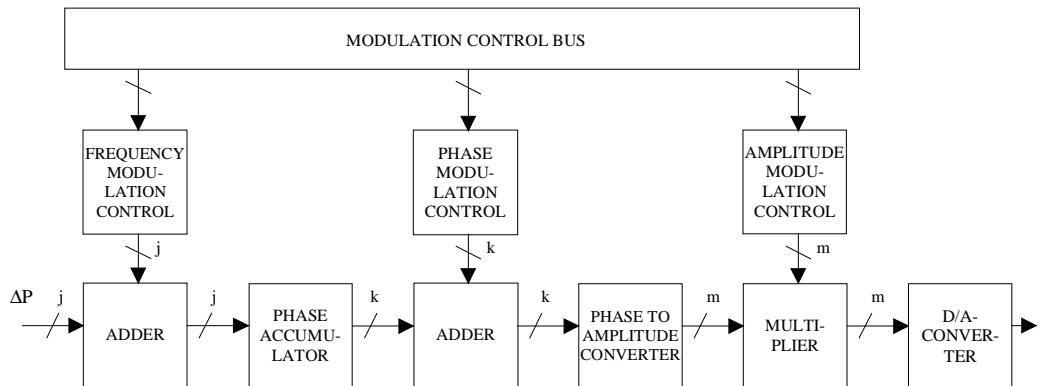 MODULATION CONTROL BUS
FREQUENCY
MODU-
LATION
CONTROL
PHASE
MODU-
LATION
CONTROL
AMPLITUDE
MODU-
LATION
CONTROL
j
k
m
ΔP
j
ADDER
j
PHASE
ACCUMU-
LATOR
k
ADDER
k
PHASE TO
AMPLITUDE
CONVERTER
m
MULTI-
PLIER
m
D/A-
CONVER-
TER